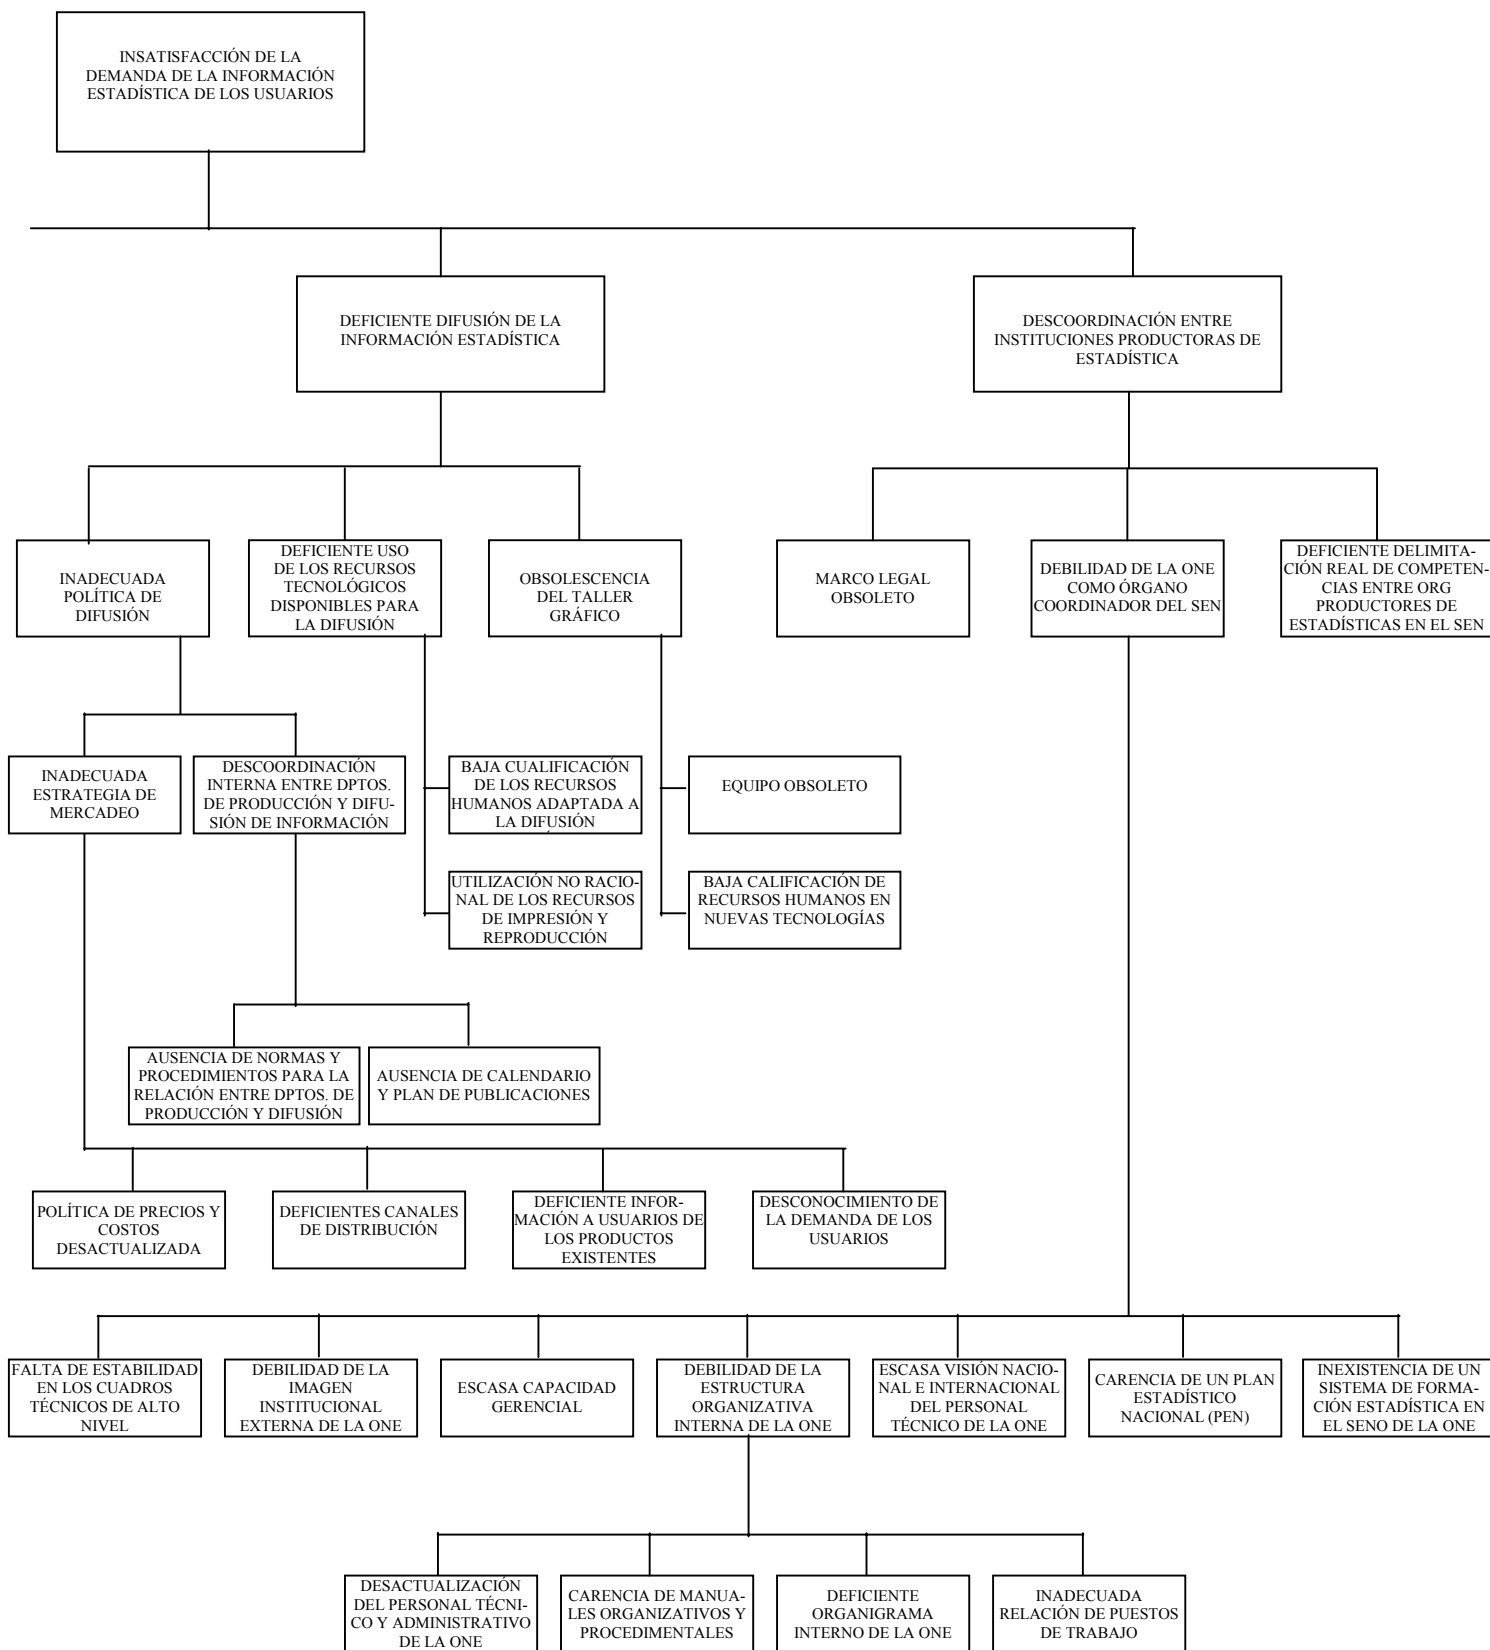 INSATISFACCIÓN DE LA
DEMANDA DE LA INFORMACIÓN
ESTADÍSTICA DE LOS USUARIOS
DEFICIENTE DIFUSIÓN DE LA
INFORMACIÓN ESTADÍSTICA
DESCOORDINACIÓN ENTRE
INSTITUCIONES PRODUCTORAS DE
ESTADÍSTICA
INADECUADA
POLÍTICA DE
DIFUSIÓN
DEFICIENTE USO
DE LOS RECURSOS
TECNOLÓGICOS
DISPONIBLES PARA
LA DIFUSIÓN
OBSOLESCENCIA
DEL TALLER
GRÁFICO
MARCO LEGAL
OBSOLETO
DEBILIDAD DE LA ONE
COMO ÓRGANO
COORDINADOR DEL SEN
DEFICIENTE DELIMITA-
CIÓN REAL DE COMPETEN-
CIAS ENTRE ORG
PRODUCTORES DE
ESTADÍSTICAS EN EL SEN
INADECUADA
ESTRATEGIA DE
MERCADEO
DESCOORDINACIÓN
INTERNA ENTRE DPTOS.
DE PRODUCCIÓN Y DIFU-
SIÓN DE INFORMACIÓN
BAJA CUALIFICACIÓN
DE LOS RECURSOS
HUMANOS ADAPTADA A
LA DIFUSIÓN
EQUIPO OBSOLETO
UTILIZACIÓN NO RACIO-
NAL DE LOS RECURSOS
DE IMPRESIÓN Y
REPRODUCCIÓN
BAJA CALIFICACIÓN DE
RECURSOS HUMANOS EN
NUEVAS TECNOLOGÍAS
AUSENCIA DE NORMAS Y
PROCEDIMIENTOS PARA LA
RELACIÓN ENTRE DPTOS. DE
PRODUCCIÓN Y DIFUSIÓN
AUSENCIA DE CALENDARIO
Y PLAN DE PUBLICACIONES
POLÍTICA DE PRECIOS Y
COSTOS
DESACTUALIZADA
DEFICIENTES CANALES
DE DISTRIBUCIÓN
DEFICIENTE INFOR-
MACIÓN A USUARIOS DE
LOS PRODUCTOS
EXISTENTES
DESCONOCIMIENTO DE
LA DEMANDA DE LOS
USUARIOS
FALTA DE ESTABILIDAD
EN LOS CUADROS
TÉCNICOS DE ALTO
NIVEL
DEBILIDAD DE LA
IMAGEN
INSTITUCIONAL
EXTERNA DE LA ONE
ESCASA CAPACIDAD
GERENCIAL
DEBILIDAD DE LA
ESTRUCTURA
ORGANIZATIVA
INTERNA DE LA ONE
ESCASA VISIÓN NACIO-
NAL E INTERNACIONAL
DEL PERSONAL
TÉCNICO DE LA ONE
CARENCIA DE UN PLAN
ESTADÍSTICO
NACIONAL (PEN)
INEXISTENCIA DE UN
SISTEMA DE FORMA-
CIÓN ESTADÍSTICA EN
EL SENO DE LA ONE
DESACTUALIZACIÓN
DEL PERSONAL TÉCNI-
CO Y ADMINISTRATIVO
DE LA ONE
CARENCIA DE MANUA-
LES ORGANIZATIVOS Y
PROCEDIMENTALES
DEFICIENTE
ORGANIGRAMA
INTERNO DE LA ONE
INADECUADA
RELACIÓN DE PUESTOS
DE TRABAJO